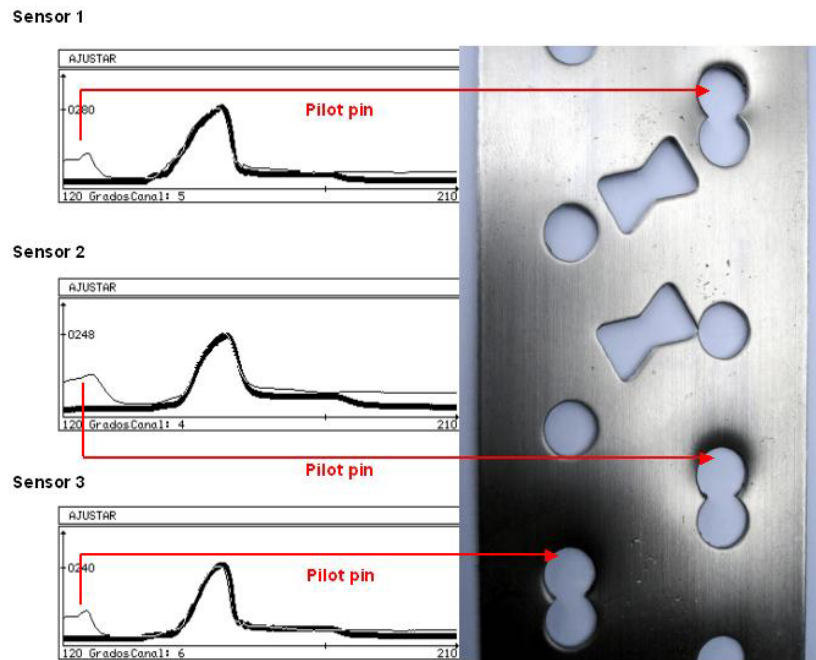 Sensor 1
AJUSTAR
0280
Pilot pin
120 GradosCanal: 5
210
Sensor 2
AJUSTAR
0248
120 GradosCanal: 4
210
Pilot pin
Sensor 3
AJUSTAR
0240
Pilot pin
120 GradosCanal: 6
210